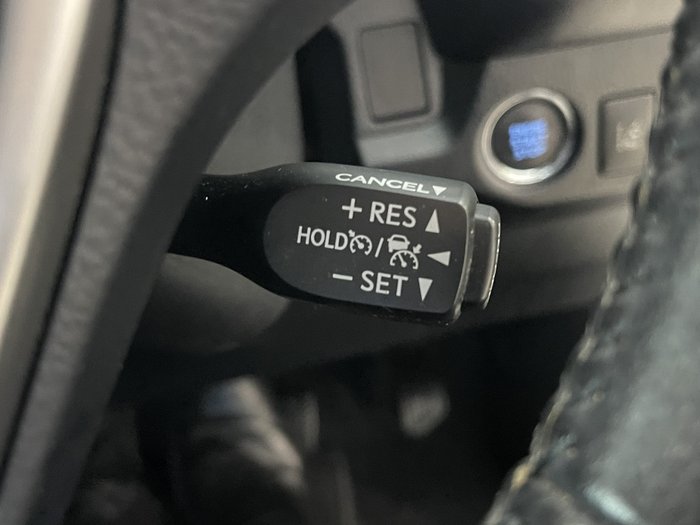 CANCEL▼
+ RES ▲
HOLD / ◀
− SET ▼